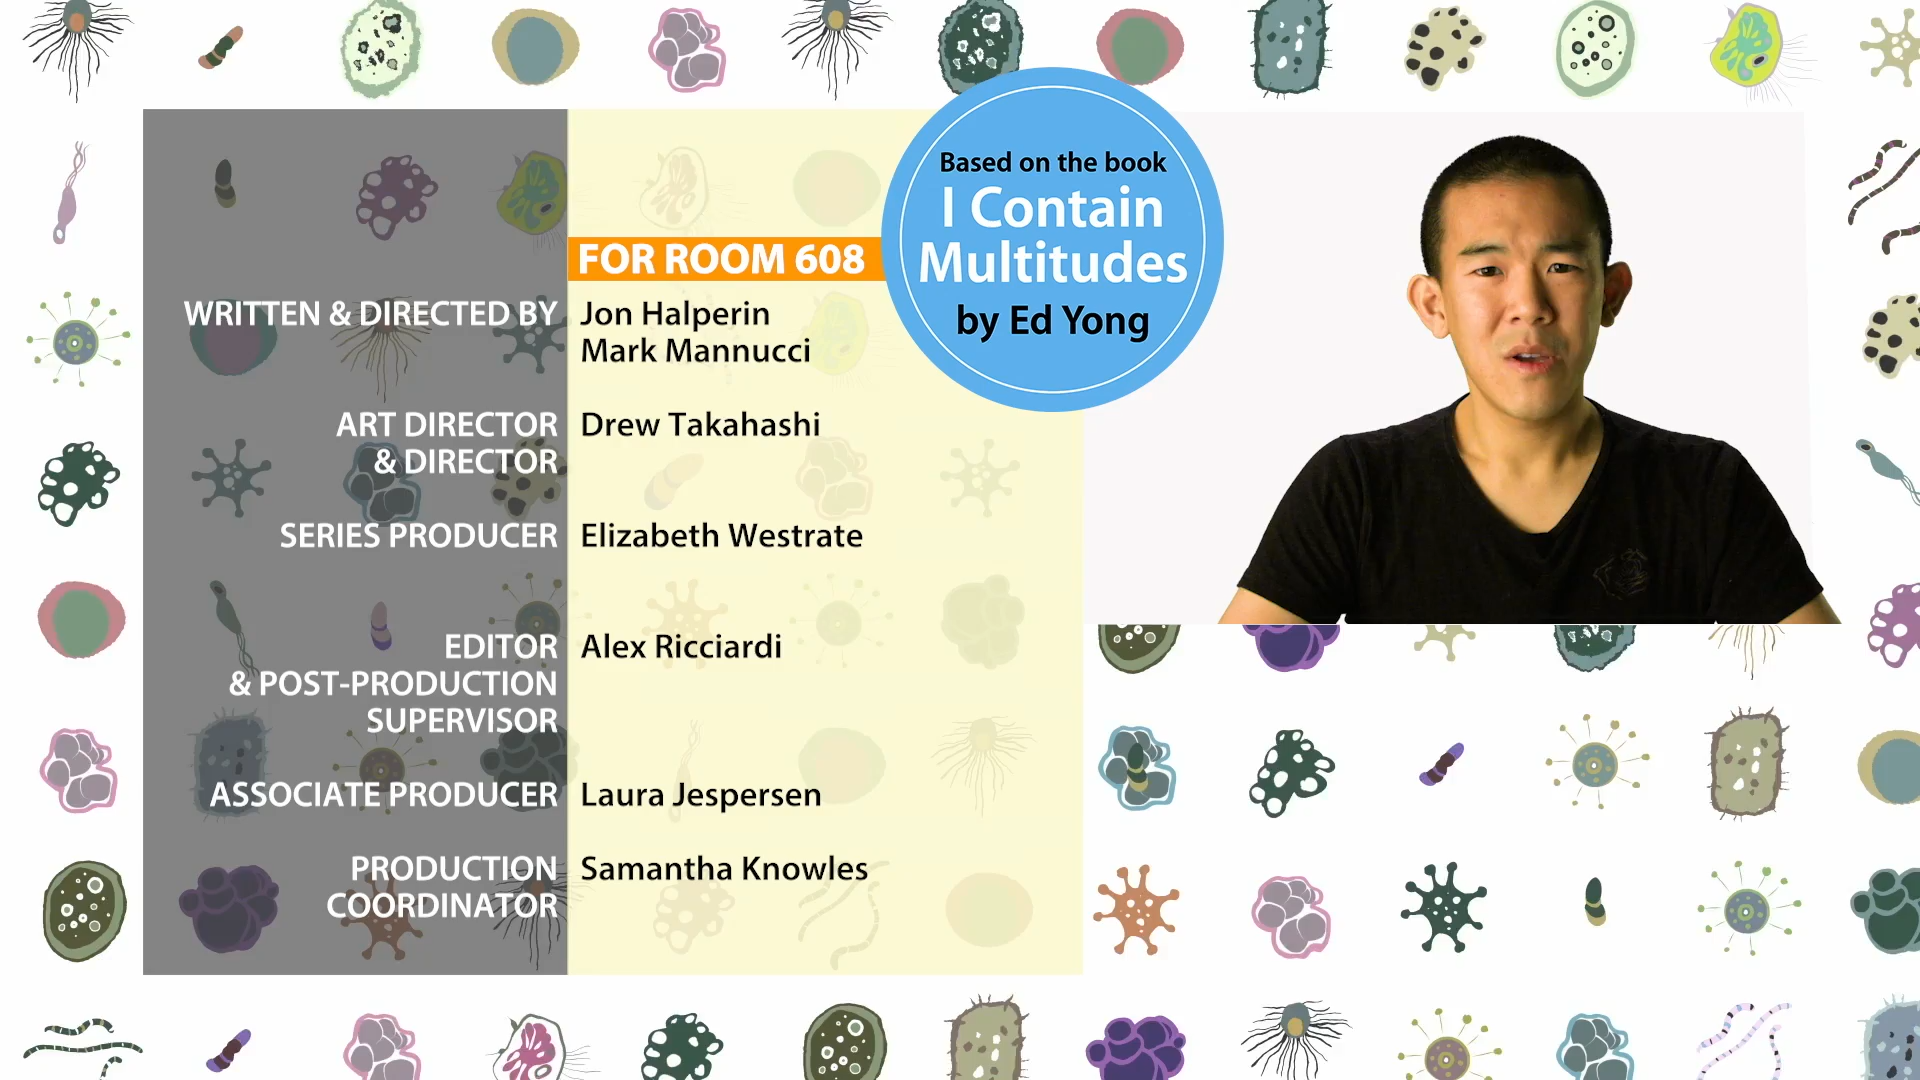 Based on the book
I Contain
Multitudes
by Ed Yong
FOR ROOM 608
WRITTEN & DIRECTED BY Jon Halperin
Mark Mannucci
ART DIRECTOR Drew Takahashi
& DIRECTOR
SERIES PRODUCER Elizabeth Westrate
EDITOR Alex Ricciardi
& POST-PRODUCTION
SUPERVISOR
ASSOCIATE PRODUCER Laura Jespersen
PRODUCTION Samantha Knowles
COORDINATOR